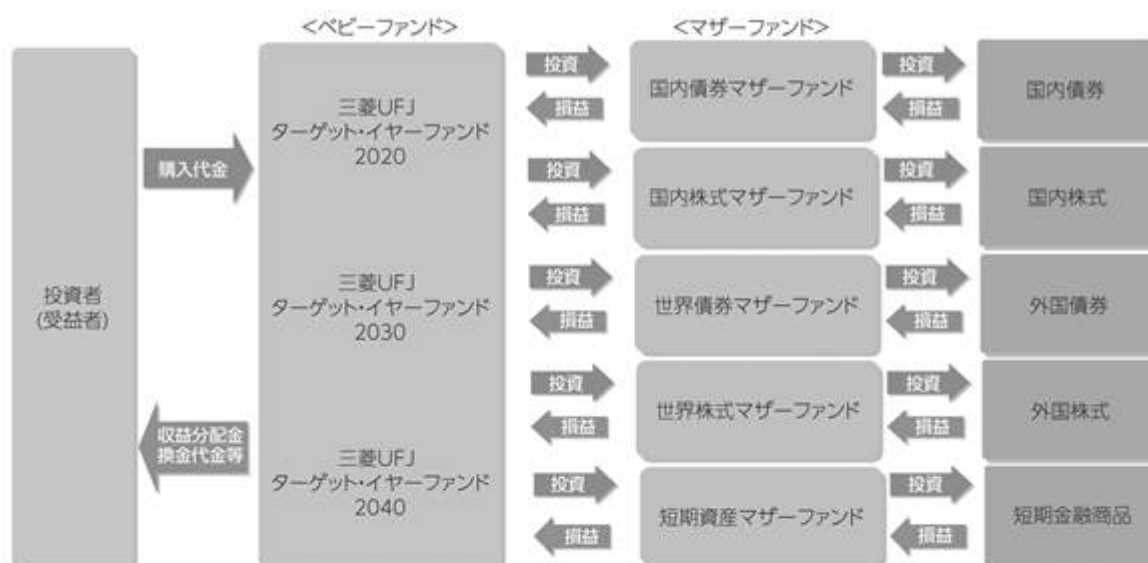 <ベビーファンド>
<マザーファンド>
投資者
(受益者)
購入代金
収益分配金
換金代金等
三菱UFJ
ターゲット・イヤーファンド
2020
三菱UFJ
ターゲット・イヤーファンド
2030
三菱UFJ
ターゲット・イヤーファンド
2040
投資
損益
国内債券マザーファンド
投資
損益
国内債券
投資
損益
国内株式マザーファンド
投資
損益
国内株式
投資
損益
世界債券マザーファンド
投資
損益
外国債券
投資
損益
世界株式マザーファンド
投資
損益
外国株式
投資
損益
短期資産マザーファンド
投資
損益
短期金融商品